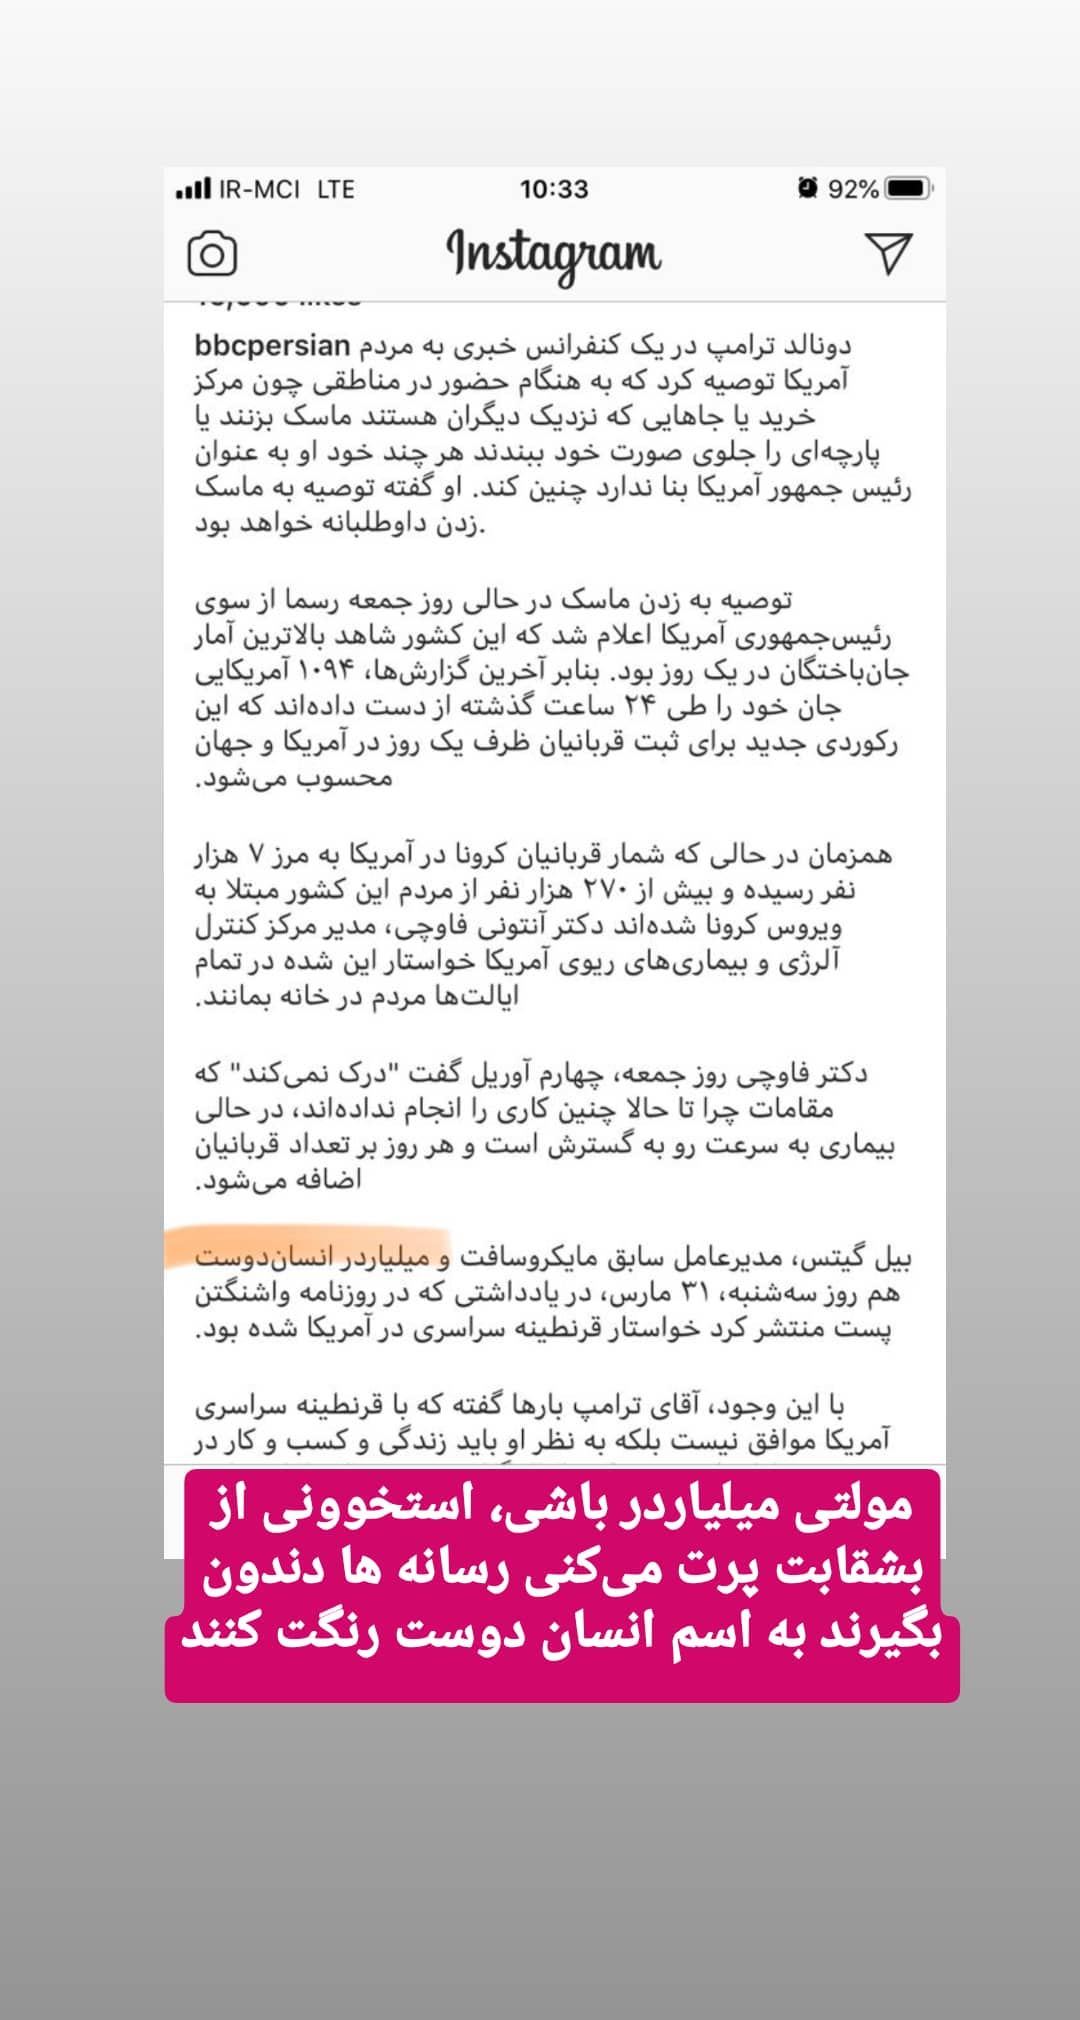 IR-MCI LTE 10:33 92%
Instagram
bbcpersian دونالد ترامپ در یک کنفرانس خبری به مردم
آمریکا توصیه کرد که به هنگام حضور در مناطقی چون مرکز
خرید یا جاهایی که نزدیک دیگران هستند ماسک بزنند یا
پارچه‌ای را جلوی صورت خود ببندند هر چند خود او به عنوان
رئیس جمهور آمریکا بنا ندارد چنین کند. او گفته توصیه به ماسک
زدن داوطلبانه خواهد بود.
توصیه به زدن ماسک در حالی روز جمعه رسما از سوی
رئیس‌جمهوری آمریکا اعلام شد که این کشور شاهد بالاترین آمار
جان‌باختگان در یک روز بود. بنابر آخرین گزارش‌ها، ۱۰۹۴ آمریکایی
جان خود را طی ۲۴ ساعت گذشته از دست داده‌اند که این
رکوردی جدید برای ثبت قربانیان ظرف یک روز در آمریکا و جهان
محسوب می‌شود.
همزمان در حالی که شمار قربانیان کرونا در آمریکا به مرز ۷ هزار
نفر رسیده و بیش از ۲۷۰ هزار نفر از مردم این کشور مبتلا به
ویروس کرونا شده‌اند دکتر آنتونی فاوچی، مدیر مرکز کنترل
آلرژی و بیماری‌های ریوی آمریکا خواستار این شده در تمام
ایالت‌ها مردم در خانه بمانند.
دکتر فاوچی روز جمعه، چهارم آوریل گفت "درک نمی‌کند" که
مقامات چرا تا حالا چنین کاری را انجام نداده‌اند، در حالی
بیماری به سرعت رو به گسترش است و هر روز بر تعداد قربانیان
اضافه می‌شود.
بیل گیتس، مدیرعامل سابق مایکروسافت و میلیاردر انسان‌دوست
هم روز سه‌شنبه، ۳۱ مارس، در یادداشتی که در روزنامه واشنگتن
پست منتشر کرد خواستار قرنطینه سراسری در آمریکا شده بود.
با این وجود، آقای ترامپ بارها گفته که با قرنطینه سراسری
آمریکا موافق نیست بلکه به نظر او باید زندگی و کسب و کار در
مولتی میلیاردر باشی، استخوونی از
بشقابت پرت می‌کنی رسانه ها دندون
بگیرند به اسم انسان دوست رنگت کنند